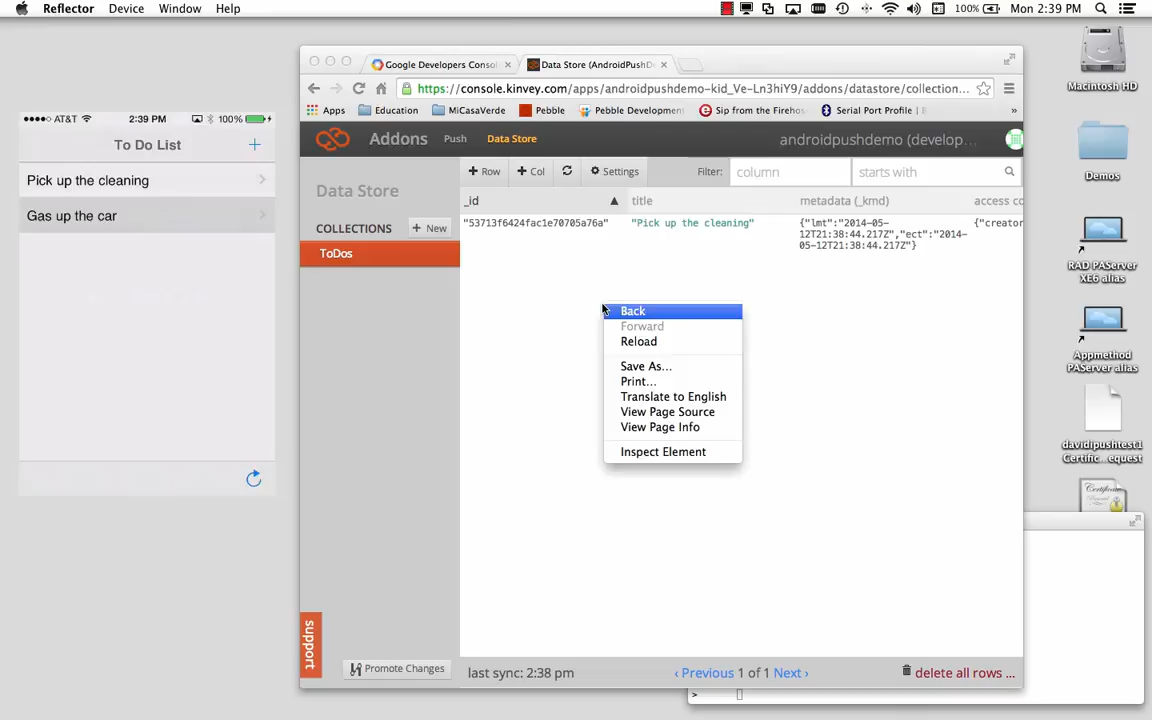 Reflector Device Window Help
100% Mon 2:39 PM
Google Developers Conso
Data Store (AndroidPushD
https://console.kinvey.com/apps/androidpushdemo-kid_Ve-Ln3hiY9/addons/datastore/collection...
Apps Education MiCasaVerde Pebble Pebble Developmen Sip from the Firehos Serial Port Profile | »
Addons Push Data Store androidpushdemo (develop...
Data Store
COLLECTIONS + New
ToDos
+ Row + Col Settings Filter: column starts with
_id title metadata (_kmd) access co
"53713f6424fac1e70705a76a" "Pick up the cleaning" {"lmt":"2014-05-
12T21:38:44.217Z","ect":"2014-
05-12T21:38:44.217Z"}
{"creator
Back
Forward
Reload
Save As...
Print...
Translate to English
View Page Source
View Page Info
Inspect Element
support
Promote Changes
last sync: 2:38 pm
‹ Previous 1 of 1 Next ›
delete all rows ...
>
AT&T 2:39 PM 100%
To Do List +
Pick up the cleaning
Gas up the car
Macintosh HD
Demos
RAD PAServer
XE6 alias
Appmethod
PAServer alias
davidipushtest1
Certific...equest
Certificate